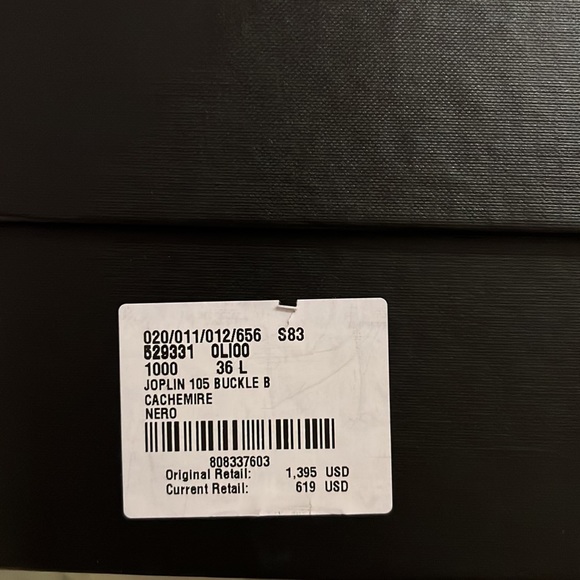 020/011/012/656 S83
529331 0LI00
1000 36 L
JOPLIN 105 BUCKLE B
CACHEMIRE
NERO
808337603
Original Retail: 1,395 USD
Current Retail: 619 USD